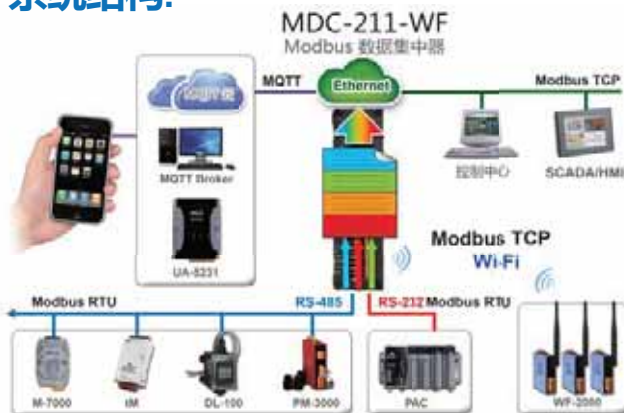 系统结构:
MDC-211-WF
Modbus 数据集中器
MQTT
Ethernet
Modbus TCP
MQTT Broker
控制中心
SCADA/HMI
UA-5231
Modbus TCP
Wi-Fi
Modbus RTU
RS-485
RS-232 Modbus RTU
M-7000
IM
DL-100
PM-3000
PAC
WF-2000